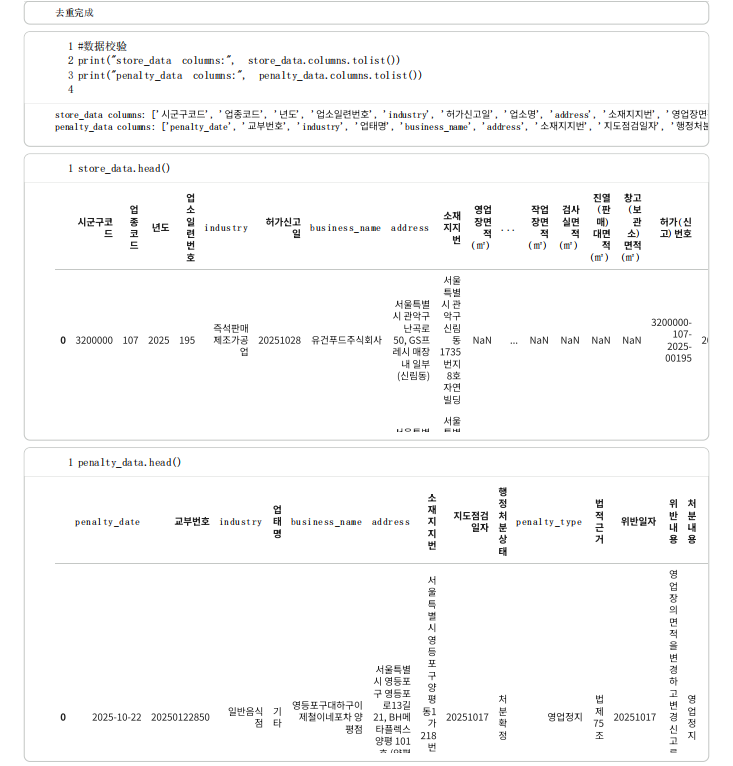 去重完成
1 #数据校验
2 print("store_data columns:", store_data.columns.tolist())
3 print("penalty_data columns:", penalty_data.columns.tolist())
4
store_data columns: ['시군구코드', '업종코드', '년도', '업소일련번호', 'industry', '허가신고일', '업소명', 'address', '소재지지번', '영업장면
penalty_data columns: ['penalty_date', '교부번호', 'industry', '업태명', 'business_name', 'address', '소재지지번', '지도점검일자', '행정처분
1 store_data.head()
시군구코
드
업
종
코
드
년도
업
소
일
련
번
호
industry
허가신고
일
business_name
address
소재
지지
번
영업
장면
적
(㎡)
...
작업
장면
적
(㎡)
검사
실면
적
(㎡)
진열
(판
매)
대면
적
(㎡)
창고
(보
관
소)
면적
(㎡)
허가(신
고)번호
0
3200000
107
2025
195
즉석판매
제조가공
업
20251028
유건푸드주식회사
서울특별
시 관악구
난곡로
50, GS프
레시 매장
내 일부
(신림동)
서울
특별
시 관
악구
신림
동
1735
번지
8호
자연
빌딩
NaN
...
NaN
NaN
NaN
NaN
3200000-
107-
2025-
00195
서울
1 penalty_data.head()
penalty_date
교부번호
industry
업
태
명
business_name
address
소
재
지
지
번
지도점검
일자
행
정
처
분
상
태
penalty_type
법
적
근
거
위반일자
위
반
내
용
처
분
내
용
0
2025-10-22
20250122850
일반음식
점
기
타
영등포구대하구이
제철이네포차 양
평점
서울특별
시 영등포
구 영등포
로13길
21, BH메
타플렉스
양평 101
서
울
특
별
시
영
등
포
구
양
평
동1
가
218
번
20251017
처
분
확
정
영업정지
법
제
75
조
20251017
영
업
장
의
면
적
을
변
경
하
고
변
경
신
고
를
영
업
정
지